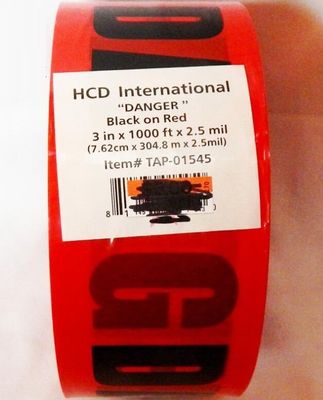 HCD International
“DANGER ”
Black on Red
3 in x 1000 ft x 2.5 mil
(7.62cm x 304.8 m x 2.5mil)
Item# TAP-01545
G